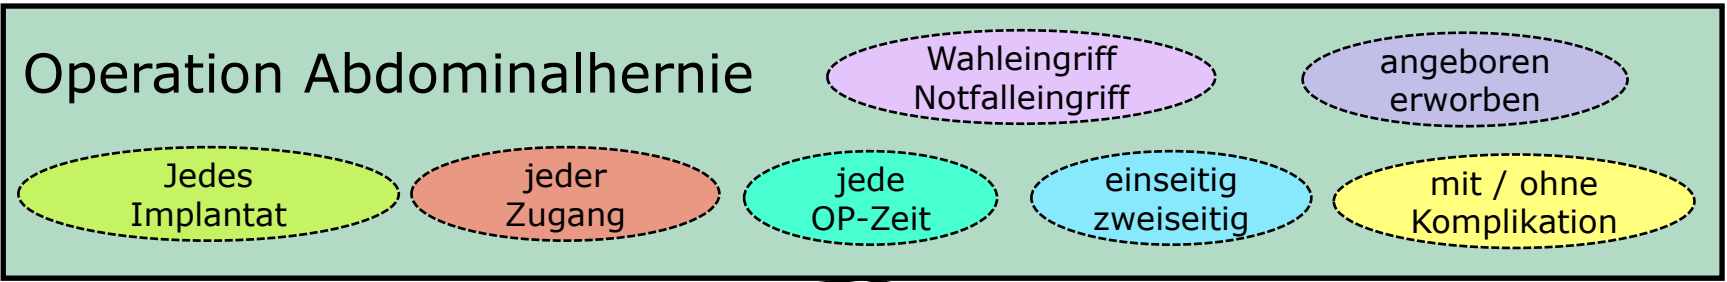 Operation Abdominalhernie
Wahleingriff
Notfalleingriff
angeboren
erworben
Jedes
Implantat
jeder
Zugang
jede
OP-Zeit
einseitig
zweiseitig
mit / ohne
Komplikation